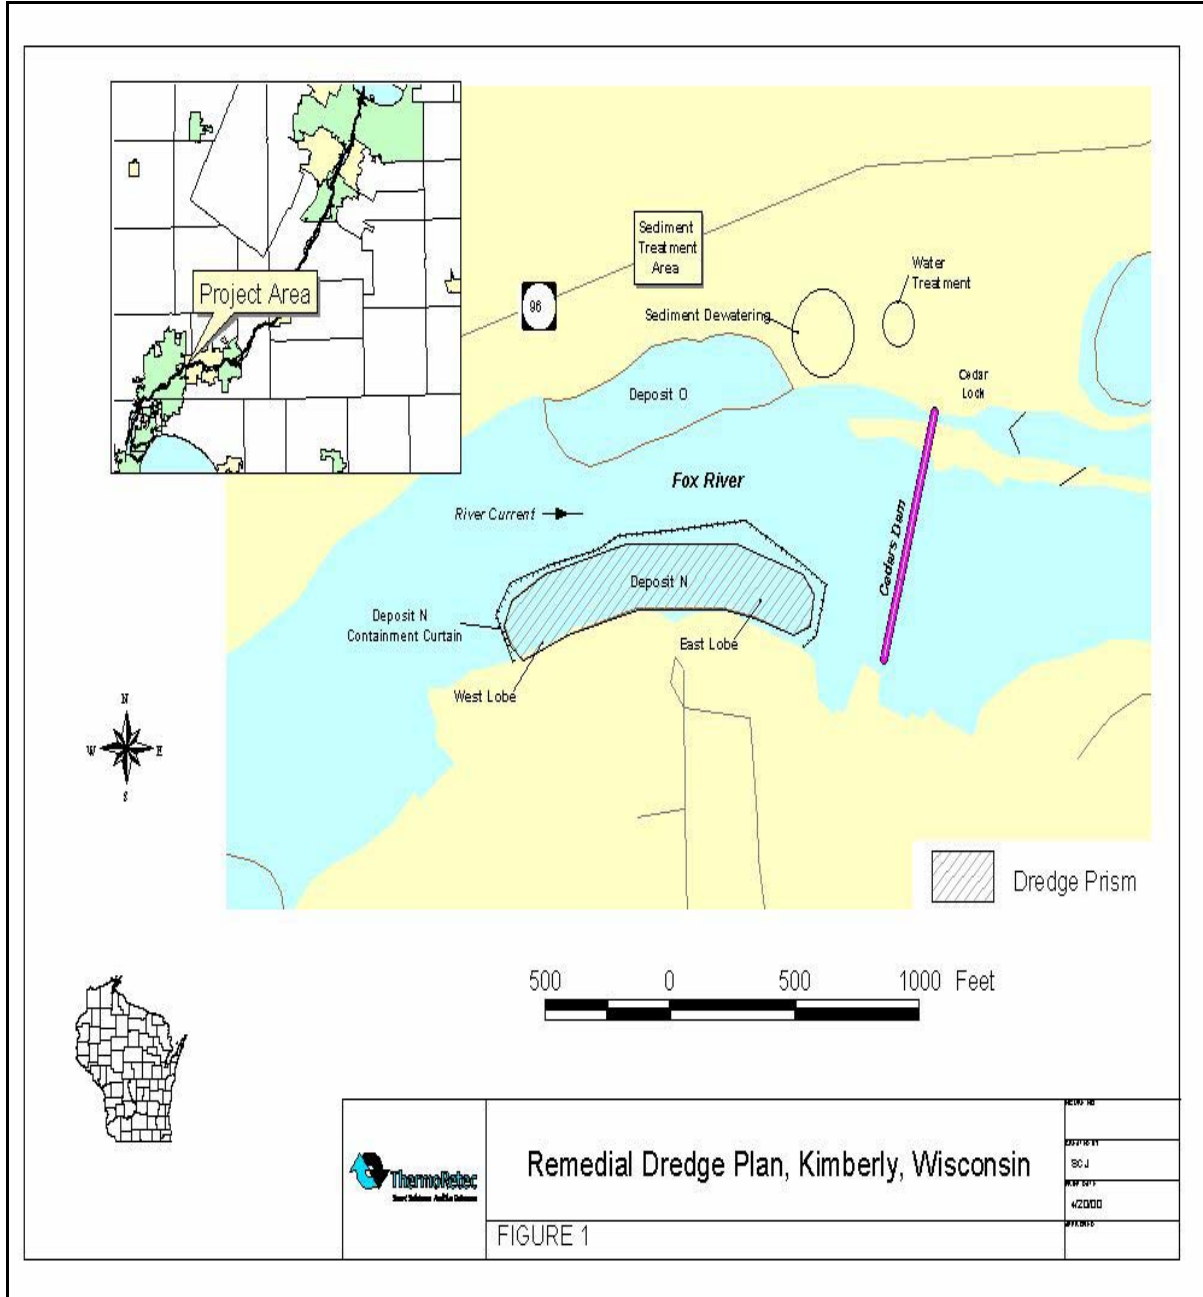 Project Area
Sediment
Treatment
Area
96
Water
Treatment
Sediment Dewatering
Cedar
Lock
Deposit O
Fox River
River Current
Cedars Dam
Deposit N
Deposit N
Containment Curtain
East Lobe
West Lobe
N
W E
S
Dredge Prism
500 0 500 1000 Feet
ThermoRetec
Remedial Dredge Plan, Kimberly, Wisconsin
SCJ
4/20/00
FIGURE 1